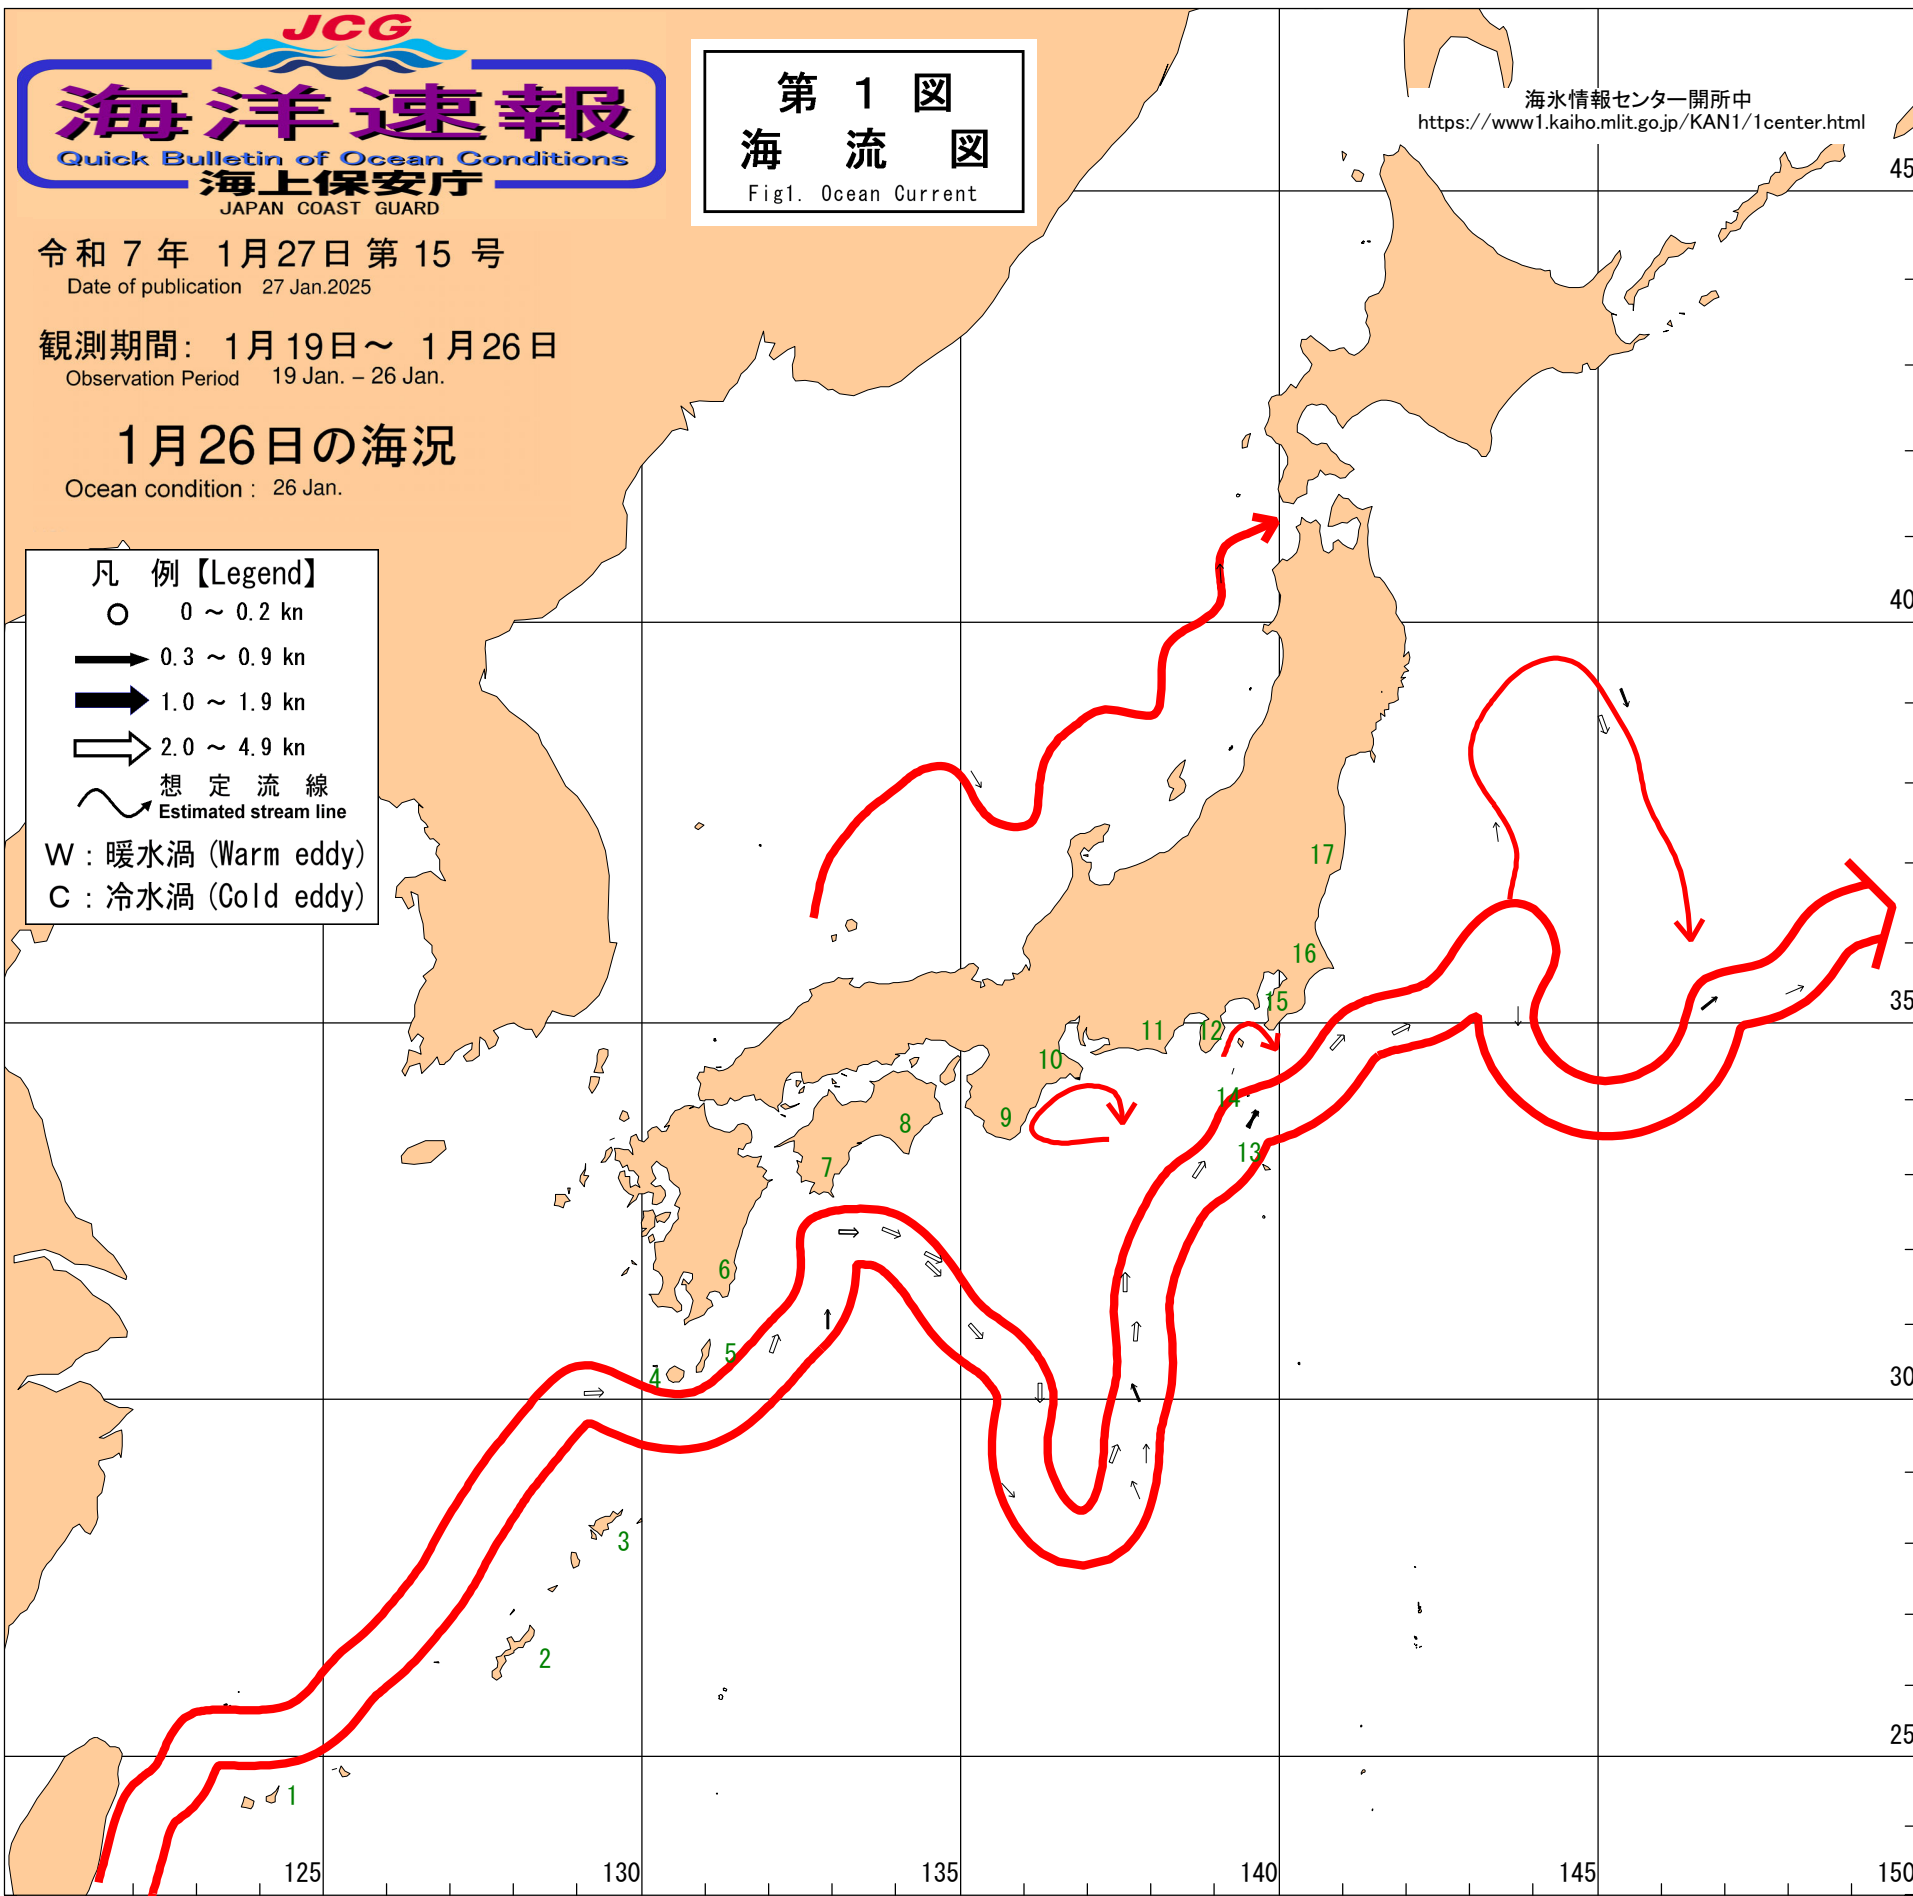 JCG
海洋速報
Quick Bulletin of Ocean Conditions
海上保安庁
JAPAN COAST GUARD
令和 7 年 1月27日 第 15 号
Date of publication 27 Jan.2025
観測期間: 1月19日～ 1月26日
Observation Period 19 Jan. – 26 Jan.
1月26日の海況
Ocean condition : 26 Jan.
第 1 図
海 流 図
Fig1. Ocean Current
海氷情報センター開所中
https://www1.kaiho.mlit.go.jp/KAN1/1center.html
凡 例【Legend】
0 ～ 0.2 kn
0.3 ～ 0.9 kn
1.0 ～ 1.9 kn
2.0 ～ 4.9 kn
想 定 流 線
Estimated stream line
W : 暖水渦 (Warm eddy)
C : 冷水渦 (Cold eddy)
45
40
17
16
15
35
11
12
10
14
9
8
13
7
6
5
4
30
3
2
25
1
125
130
135
140
145
150